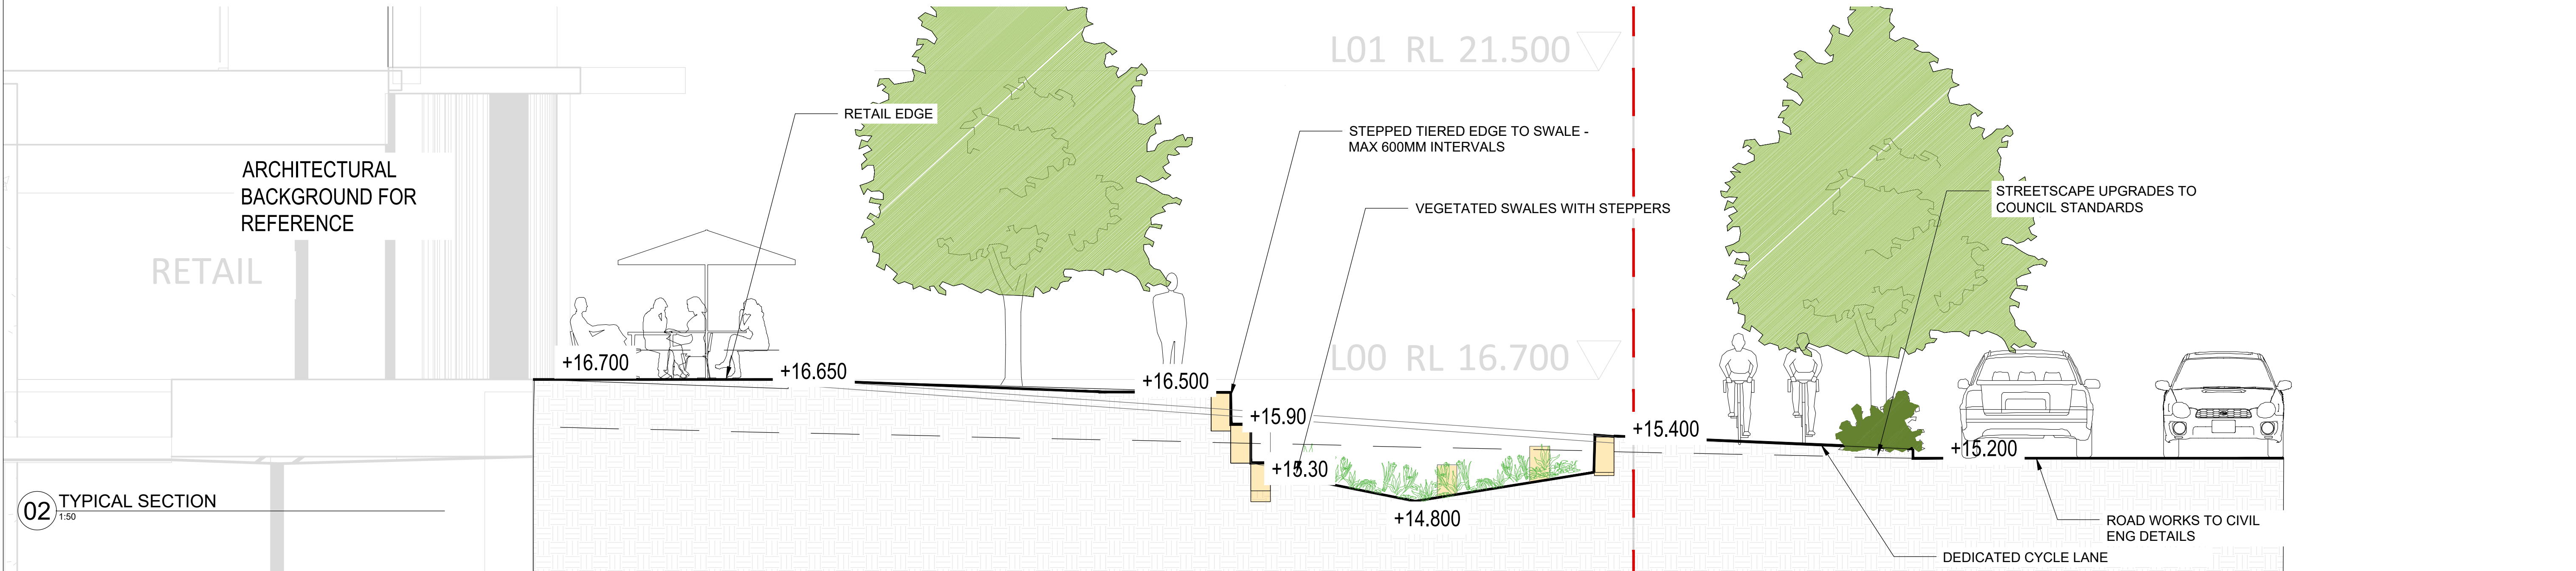 L01 RL 21.500
RETAIL EDGE
STEPPED TIERED EDGE TO SWALE -
MAX 600MM INTERVALS
ARCHITECTURAL
BACKGROUND FOR
REFERENCE
STREETSCAPE UPGRADES TO
COUNCIL STANDARDS
VEGETATED SWALES WITH STEPPERS
RETAIL
L00 RL 16.700
+16.700
+16.650
+16.500
+15.90
+15.400
+15.200
+15.30
+14.800
02 TYPICAL SECTION
1:50
ROAD WORKS TO CIVIL
ENG DETAILS
DEDICATED CYCLE LANE